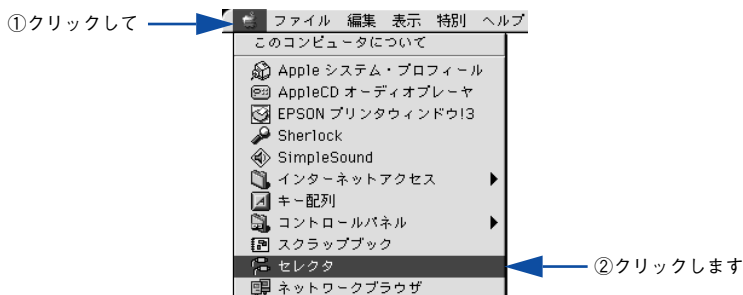 ①クリックして
ファイル 編集 表示 特別 ヘルプ
このコンピュータについて
Apple システム・プロフィール
AppleCD オーディオプレーヤ
EPSON プリンタウィンドウ!3
Sherlock
SimpleSound
インターネットアクセス
キー配列
コントロールパネル
スクラップブック
セレクタ
②クリックします
ネットワークブラウザ